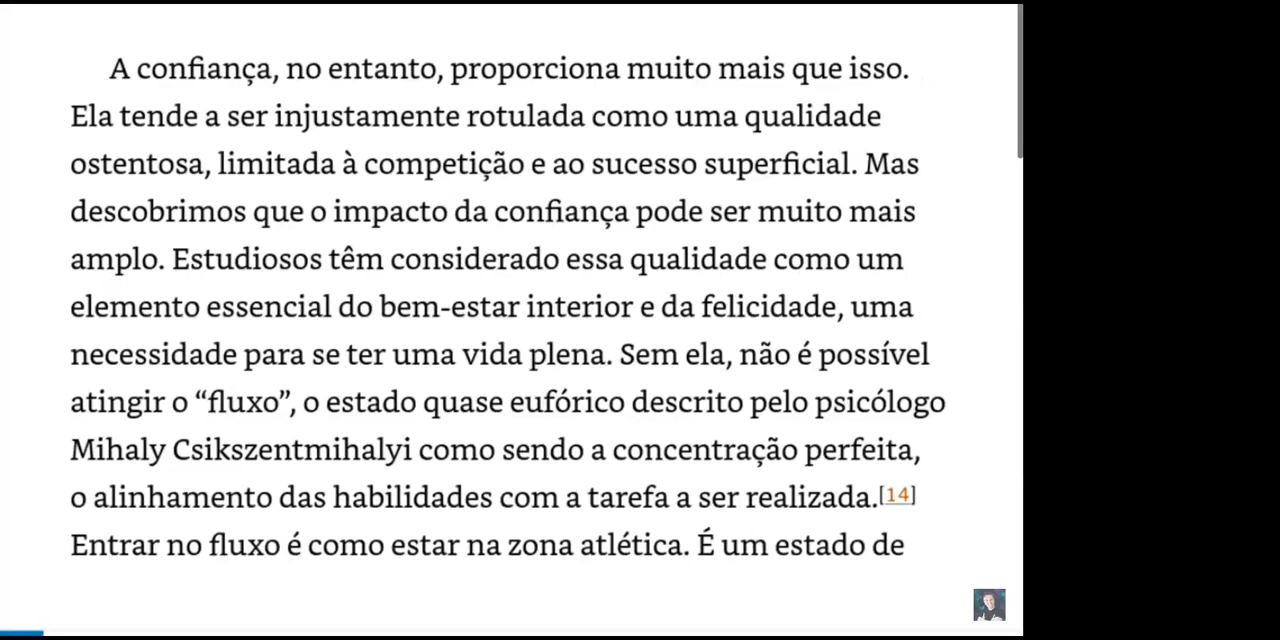 A confiança, no entanto, proporciona muito mais que isso.
Ela tende a ser injustamente rotulada como uma qualidade
ostentosa, limitada à competição e ao sucesso superficial. Mas
descobrimos que o impacto da confiança pode ser muito mais
amplo. Estudiosos têm considerado essa qualidade como um
elemento essencial do bem-estar interior e da felicidade, uma
necessidade para se ter uma vida plena. Sem ela, não é possível
atingir o “fluxo”, o estado quase eufórico descrito pelo psicólogo
Mihaly Csikszentmihalyi como sendo a concentração perfeita,
o alinhamento das habilidades com a tarefa a ser realizada.[14]
Entrar no fluxo é como estar na zona atlética. É um estado de